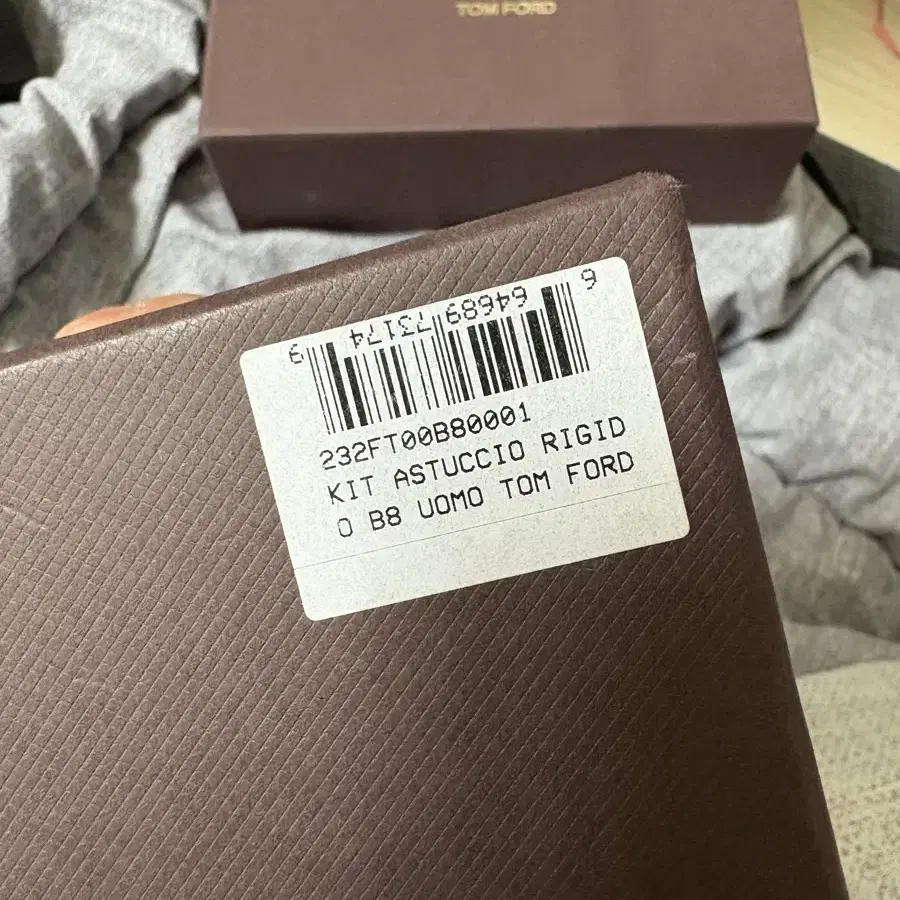 TOM FORD
6 64689 73174 9
232FT00B80001
KIT ASTUCCIO RIGID
O B8 UOMO TOM FORD